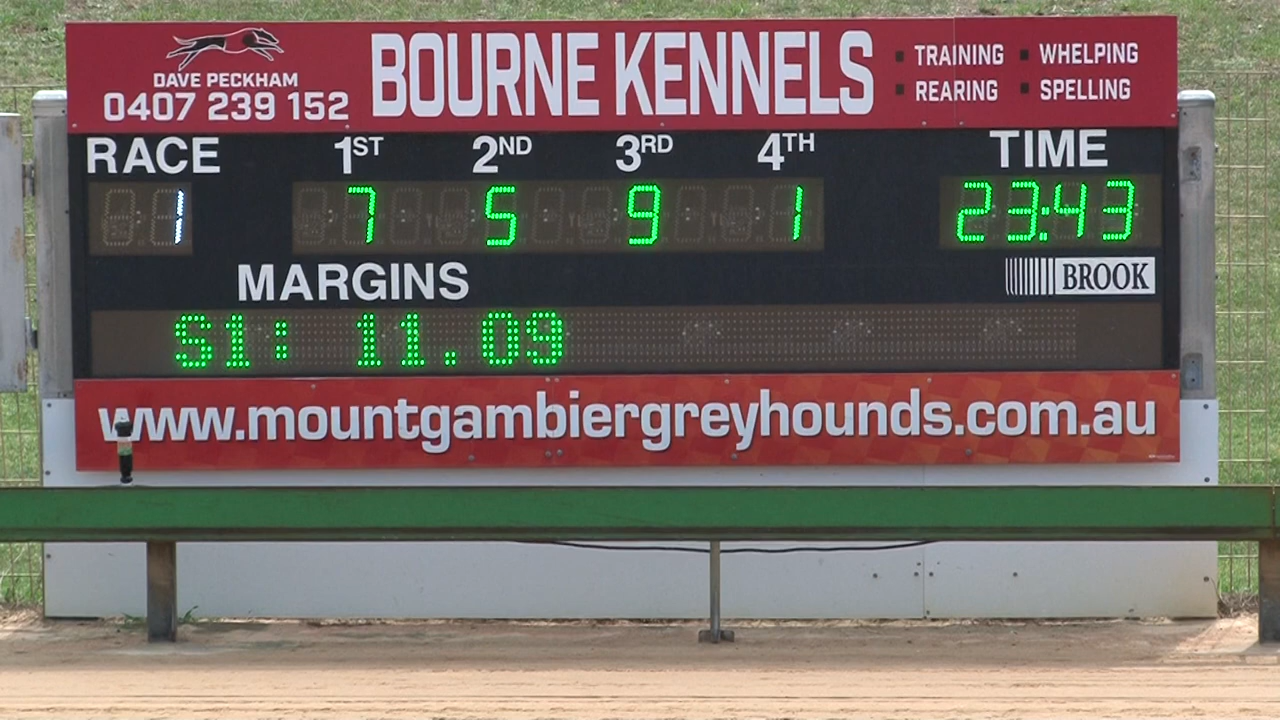 DAVE PECKHAM
0407 239 152
BOURNE KENNELS
TRAINING
WHELPING
REARING
SPELLING
RACE 1ST 2ND 3RD 4TH TIME
1 7 5 9 1 23:43
MARGINS
BROOK
S1: 11.09
www.mountgambiergreyhounds.com.au